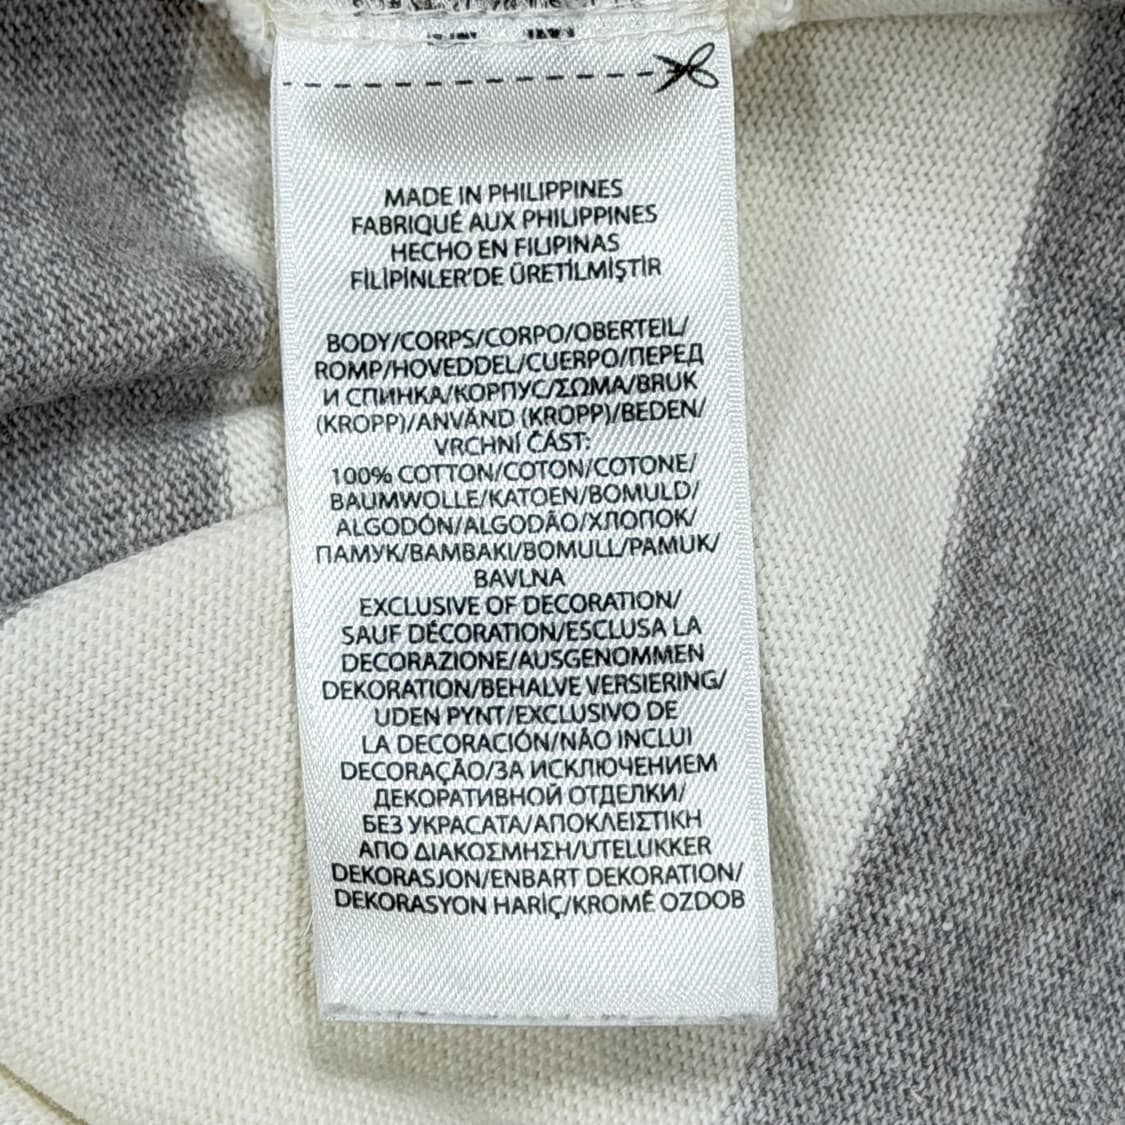 MADE IN PHILIPPINES
FABRIQUÉ AUX PHILIPPINES
HECHO EN FILIPINAS
FİLİPİNLER'DE ÜRETİLMİŞTİR
BODY/CORPS/CORPO/OBERTEIL/
ROMP/HOVEDDEL/CUERPO/ПЕРЕД
И СПИНКА/КОРПУС/ΣΩΜΑ/BRUK
(KROPP)/ANVÄND (KROPP)/BEDEN/
VRCHNÍ ČÁST:
100% COTTON/COTON/COTONE/
BAUMWOLLE/KATOEN/BOMULD/
ALGODÓN/ALGODÃO/ХЛОПОК/
ПАМУК/BAMBAKI/BOMULL/PAMUK/
BAVLNA
EXCLUSIVE OF DECORATION/
SAUF DÉCORATION/ESCLUSA LA
DECORAZIONE/AUSGENOMMEN
DEKORATION/BEHALVE VERSIERING/
UDEN PYNT/EXCLUSIVO DE
LA DECORACIÓN/NÃO INCLUI
DECORAÇÃO/ЗА ИСКЛЮЧЕНИЕМ
ДЕКОРАТИВНОЙ ОТДЕЛКИ/
БЕЗ УКРАСАТА/ΑΠΟΚΛΕΙΣΤΙΚΗ
ΑΠΟ ΔΙΑΚΟΣΜΗΣΗ/UTELUKKER
DEKORASJON/ENBART DEKORATION/
DEKORASYON HARİÇ/KROMĚ OZDOB